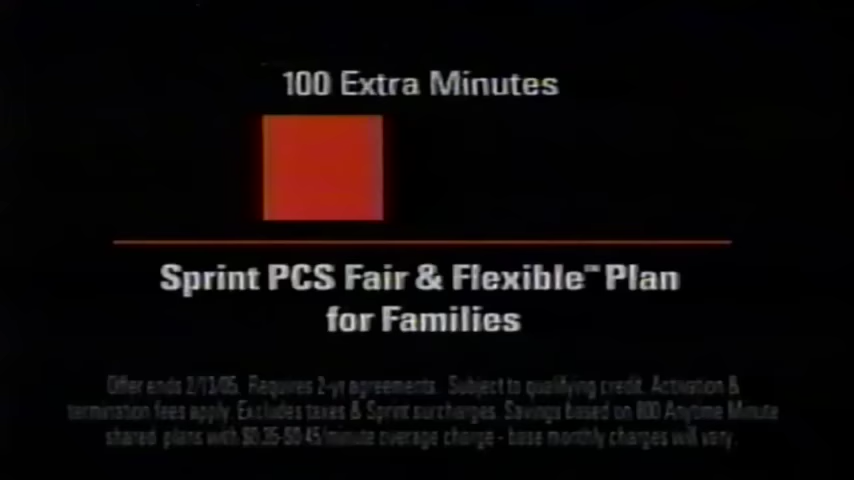 100 Extra Minutes
Sprint PCS Fair & Flexible™ Plan
for Families
Offer ends 2/13/05. Requires 2-yr agreements. Subject to qualifying credit. Activation &
termination fees apply. Excludes taxes & Sprint surcharges. Savings based on 800 Anytime Minute
shared plans with $0.35-$0.45/minute overage charge - base monthly charges will vary.